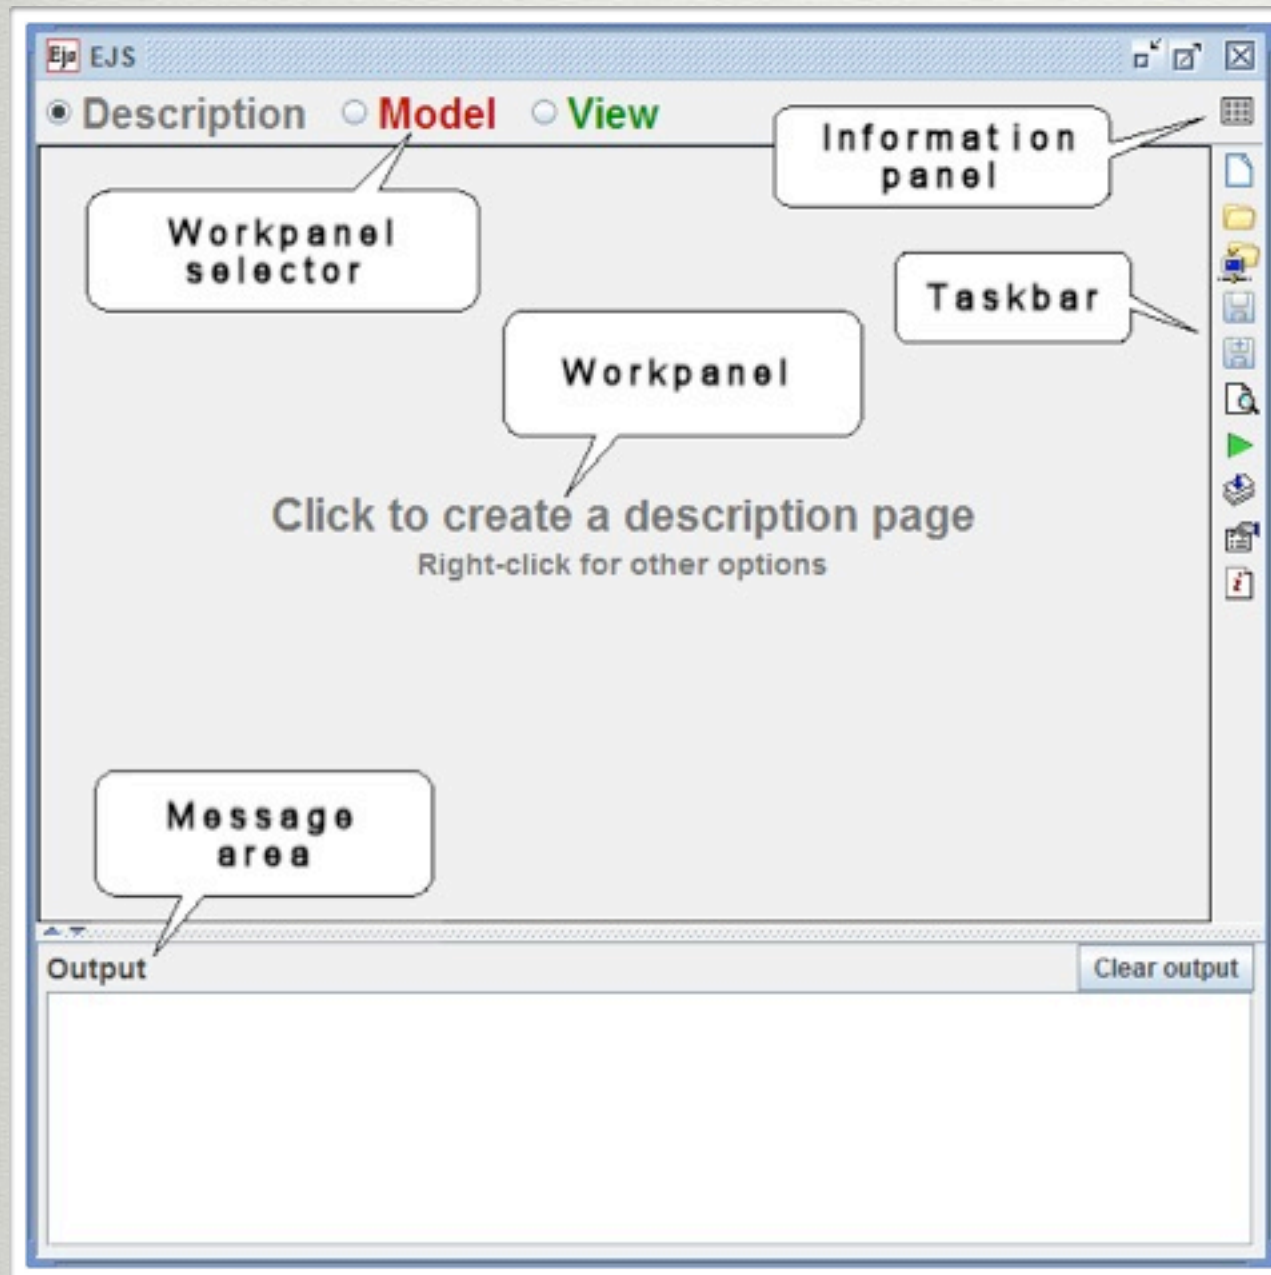 Ejs EJS
Description Model View
Information
panel
Workpanel
selector
Taskbar
Workpanel
Click to create a description page
Right-click for other options
Message
area
Output Clear output